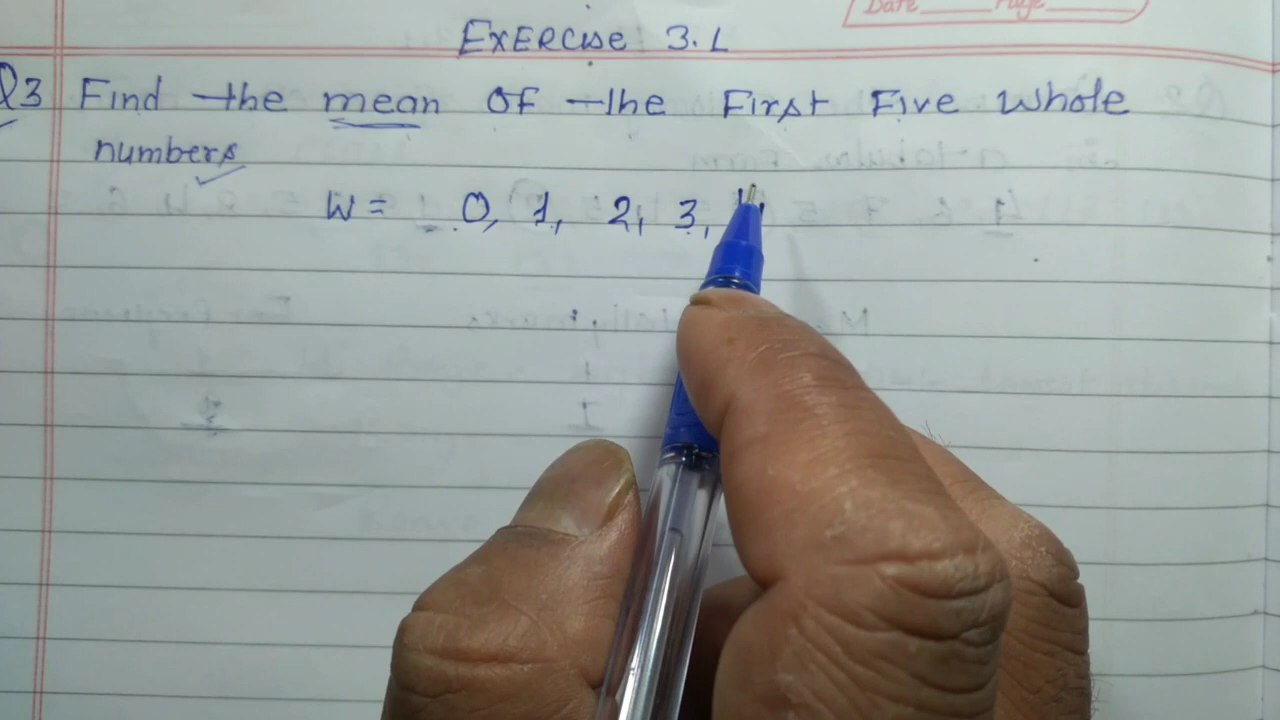 Date Page
Exercise 3.1
Q3 Find the mean of the First Five Whole
numbers
W = 0, 1, 2, 3, 4